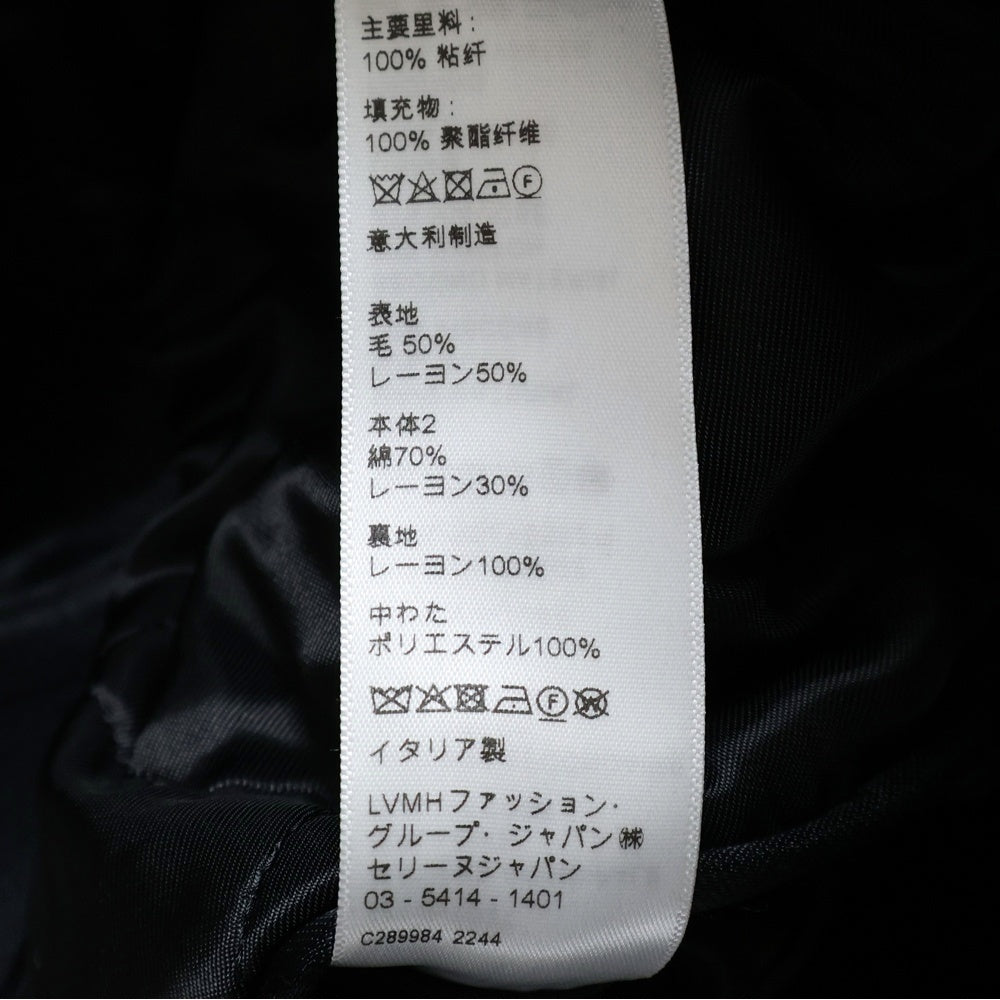 主要里料：
100% 粘纤
填充物：
100% 聚酯纤维
意大利制造
表地
毛 50%
レーヨン50%
本体2
綿70%
レーヨン30%
裏地
レーヨン100%
中わた
ポリエステル100%
イタリア製
LVMHファッション・
グループ・ジャパン㈱
セリーヌジャパン
03 - 5414 - 1401
C289984 2244